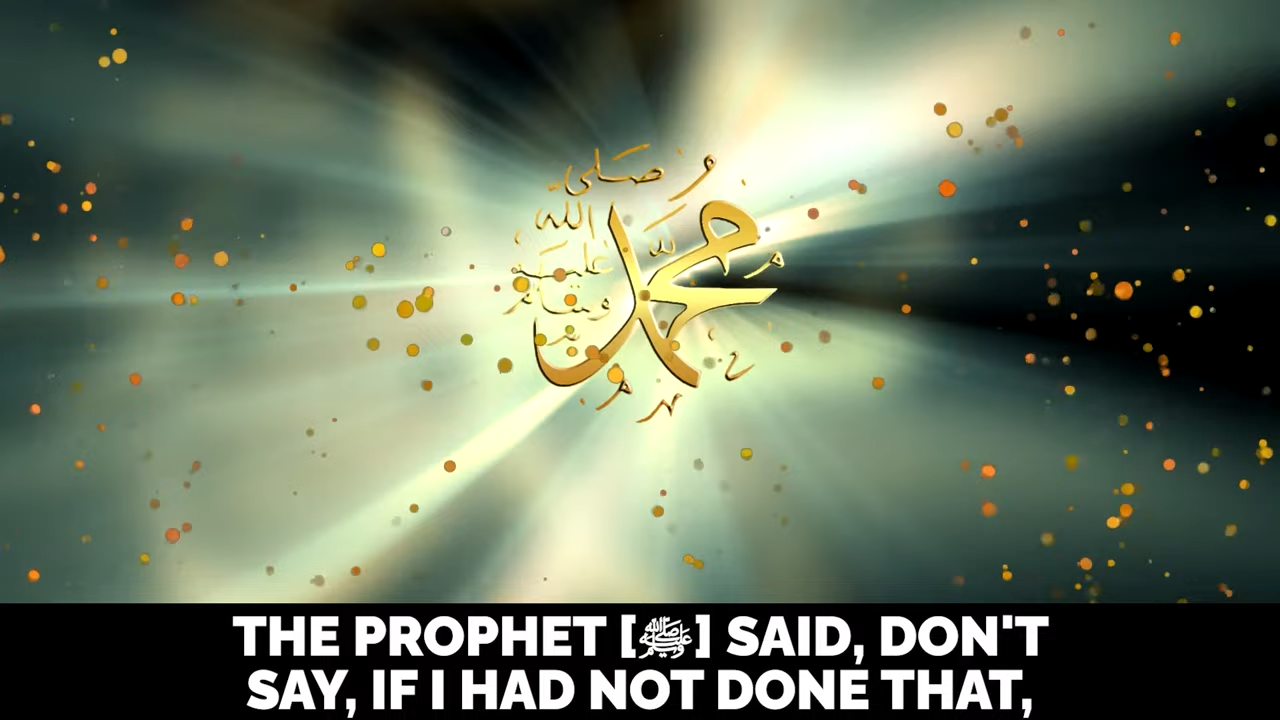 صلى
الله
عليه
وسلم
محمد
THE PROPHET [ﷺ] SAID, DON'T
SAY, IF I HAD NOT DONE THAT,